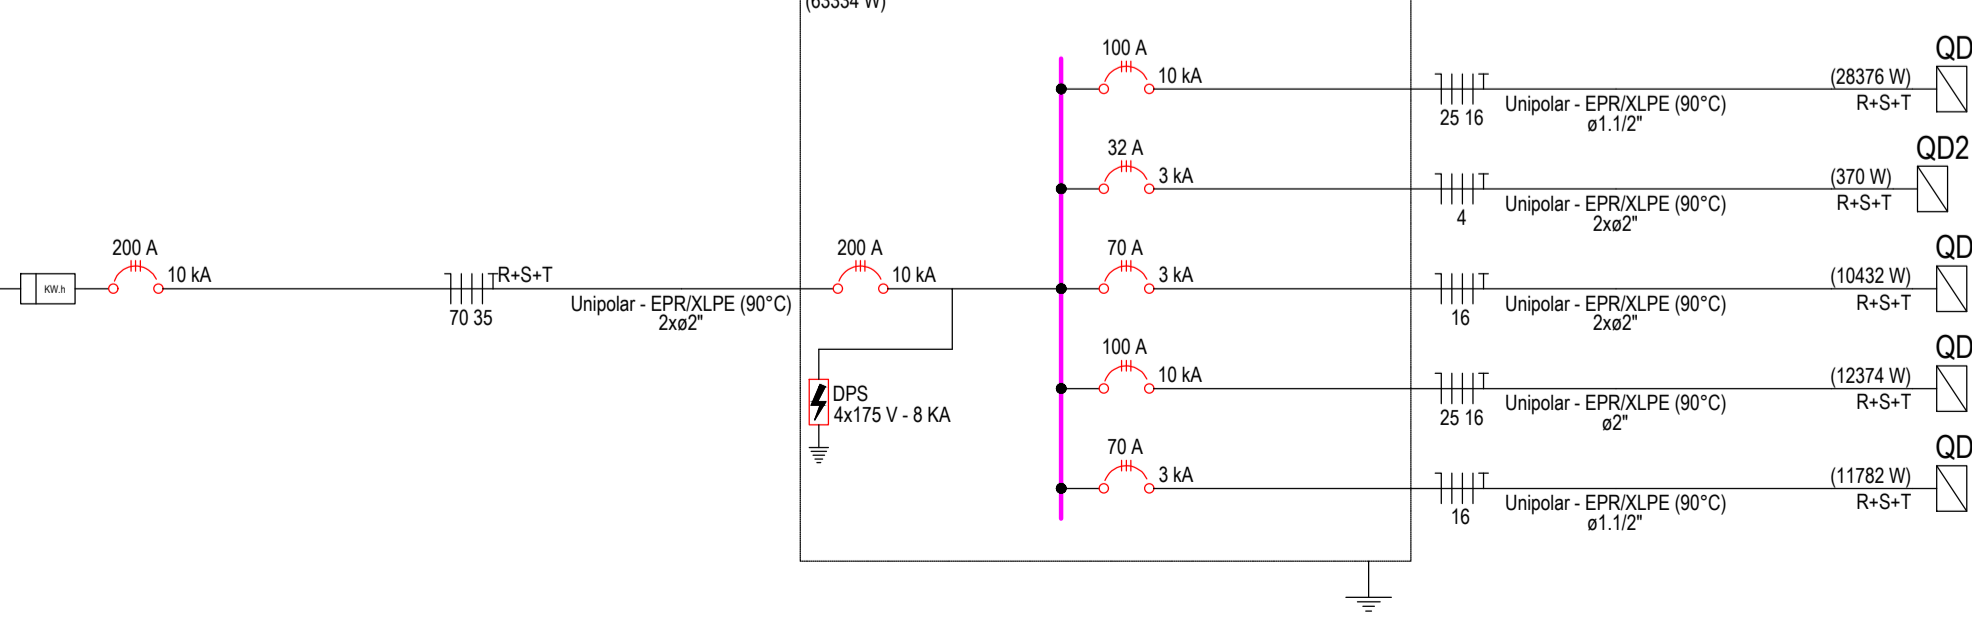 (63334 W)
100 A
10 kA
25 16
Unipolar - EPR/XLPE (90°C)
ø1.1/2"
(28376 W)
R+S+T
QD
32 A
3 kA
4
Unipolar - EPR/XLPE (90°C)
2xø2"
(370 W)
R+S+T
QD2
KW.h
200 A
10 kA
R+S+T
70 35
Unipolar - EPR/XLPE (90°C)
2xø2"
200 A
10 kA
70 A
3 kA
16
Unipolar - EPR/XLPE (90°C)
2xø2"
(10432 W)
R+S+T
QD
DPS
4x175 V - 8 KA
100 A
10 kA
25 16
Unipolar - EPR/XLPE (90°C)
ø2"
(12374 W)
R+S+T
QD
70 A
3 kA
16
Unipolar - EPR/XLPE (90°C)
ø1.1/2"
(11782 W)
R+S+T
QD